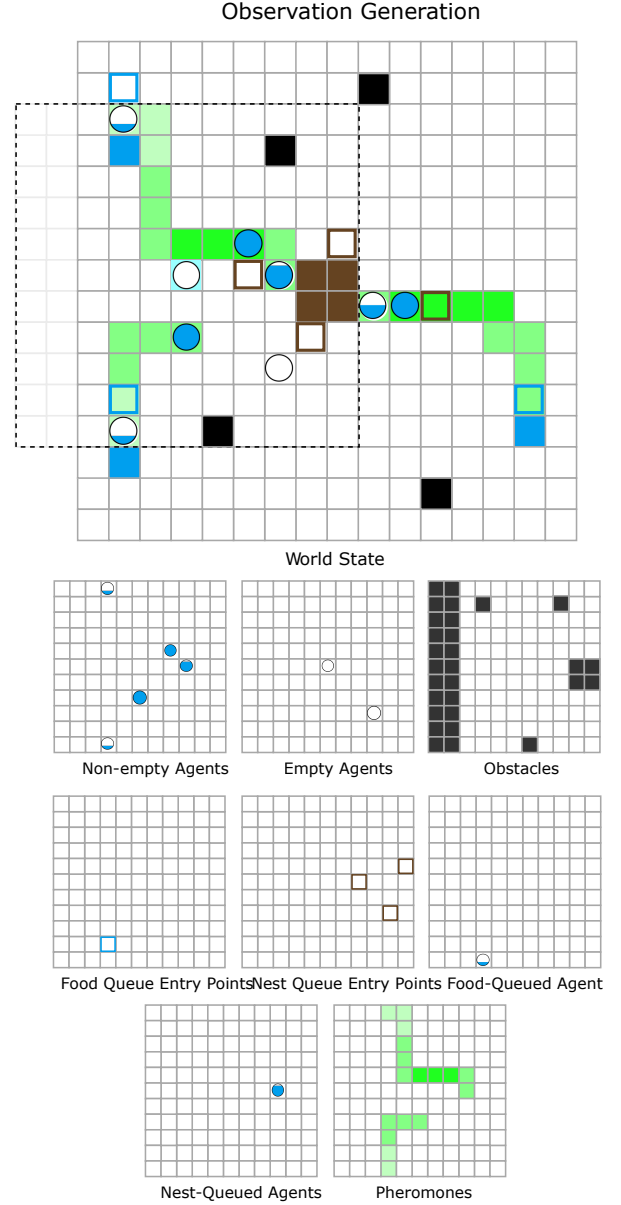 Observation Generation
World State
Non-empty Agents
Empty Agents
Obstacles
Food Queue Entry Points
Nest Queue Entry Points
Food-Queued Agent
Nest-Queued Agents
Pheromones